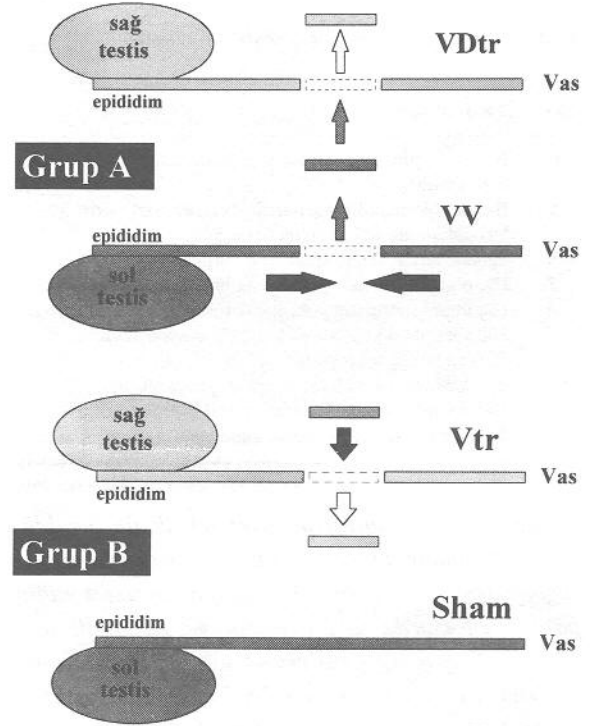 sağ
testis
VDtr
Vas
epididim
Grup A
VV
epididim
Vas
sol
testis
sağ
testis
Vtr
Vas
epididim
Grup B
Sham
epididim
Vas
sol
testis